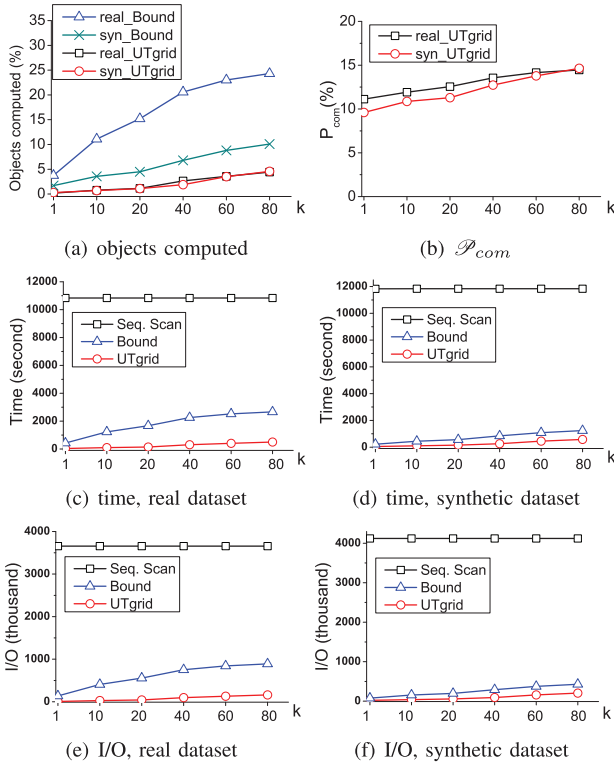 real_Bound
syn_Bound
real_UTgrid
syn_UTgrid
Objects computed (%)
35
30
25
20
15
10
5
0
1 10 20 40 60 80 k
(a) objects computed
real_UTgrid
syn_UTgrid
P_com(%)
20
15
10
5
0
1 10 20 40 60 80 k
(b) 𝒫com
Seq. Scan
Bound
UTgrid
Time (second)
12000
10000
8000
6000
4000
2000
0
1 10 20 40 60 80 k
(c) time, real dataset
Seq. Scan
Bound
UTgrid
Time (second)
12000
10000
8000
6000
4000
2000
0
1 10 20 40 60 80 k
(d) time, synthetic dataset
Seq. Scan
Bound
UTgrid
I/O (thousand)
4000
3000
2000
1000
0
1 10 20 40 60 80 k
(e) I/O, real dataset
Seq. Scan
Bound
UTgrid
I/O (thousand)
4000
3000
2000
1000
0
1 10 20 40 60 80 k
(f) I/O, synthetic dataset